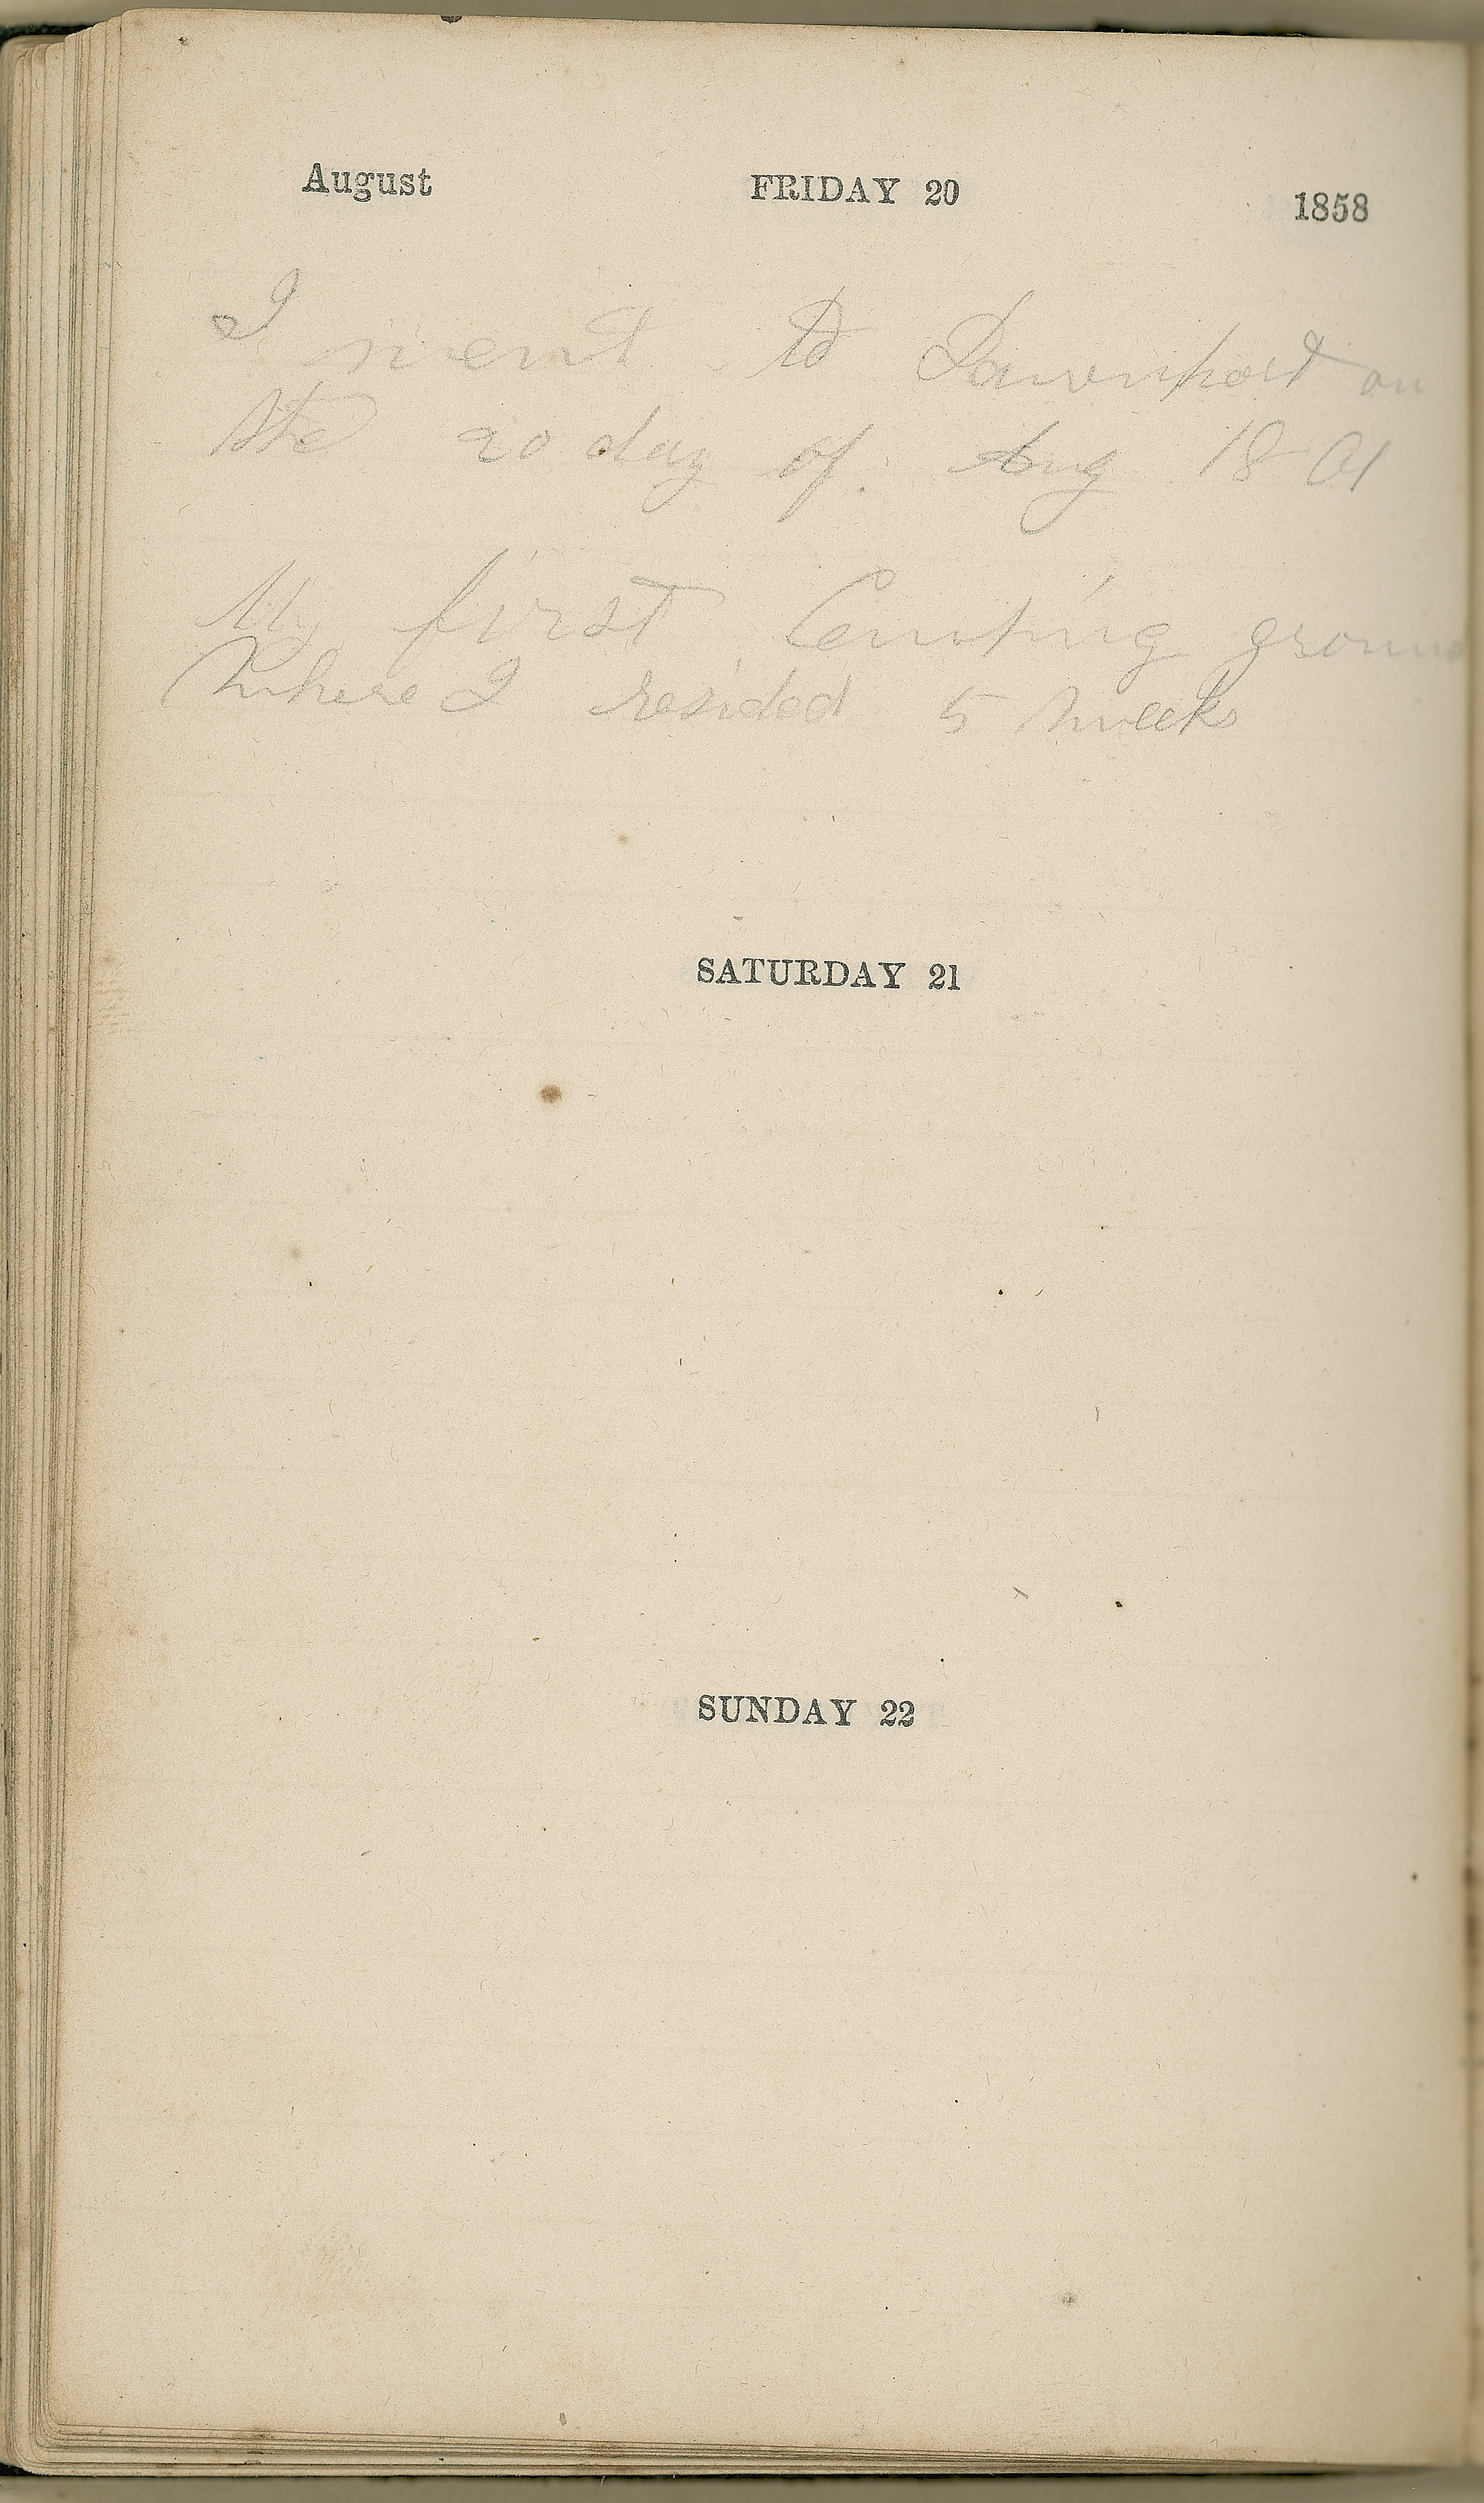 August FRIDAY 20 1858
I went to Davenport on
the 20 day of Aug 1861
My first Camping ground
Where I resided 5 weeks
SATURDAY 21
SUNDAY 22